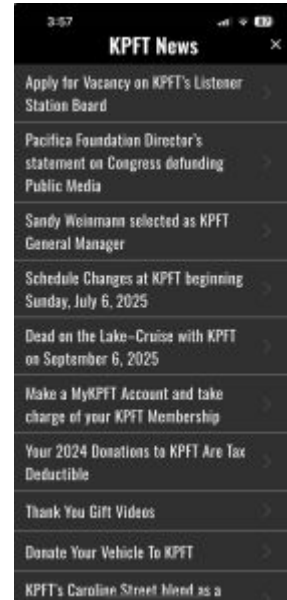 3:57
KPFT News
×
Apply for Vacancy on KPFT's Listener
Station Board
Pacifica Foundation Director's
statement on Congress defunding
Public Media
Sandy Weinmann selected as KPFT
General Manager
Schedule Changes at KPFT beginning
Sunday, July 6, 2025
Dead on the Lake–Cruise with KPFT
on September 6, 2025
Make a MyKPFT Account and take
charge of your KPFT Membership
Your 2024 Donations to KPFT Are Tax
Deductible
Thank You Gift Videos
Donate Your Vehicle To KPFT
KPFT's Caroline Street blend as a